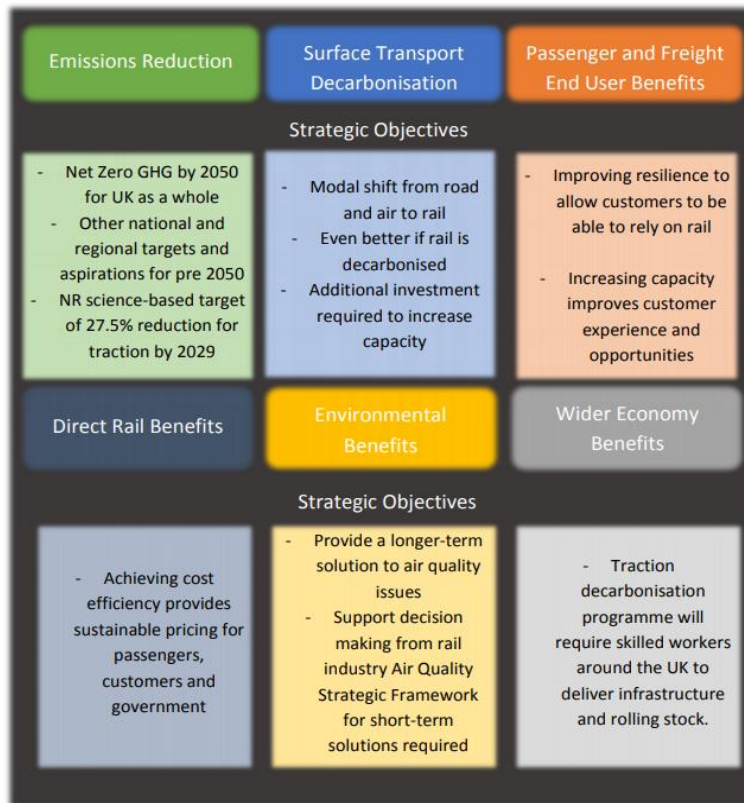 Emissions Reduction
Surface Transport
Decarbonisation
Passenger and Freight
End User Benefits
Strategic Objectives
- Net Zero GHG by 2050
for UK as a whole
- Other national and
regional targets and
aspirations for pre 2050
- NR science-based target
of 27.5% reduction for
traction by 2029
- Modal shift from road
and air to rail
- Even better if rail is
decarbonised
- Additional investment
required to increase
capacity
- Improving resilience to
allow customers to be
able to rely on rail
- Increasing capacity
improves customer
experience and
opportunities
Direct Rail Benefits
Environmental
Benefits
Wider Economy
Benefits
Strategic Objectives
- Achieving cost
efficiency provides
sustainable pricing for
passengers,
customers and
government
- Provide a longer-term
solution to air quality
issues
- Support decision
making from rail
industry Air Quality
Strategic Framework
for short-term
solutions required
- Traction
decarbonisation
programme will
require skilled workers
around the UK to
deliver infrastructure
and rolling stock.